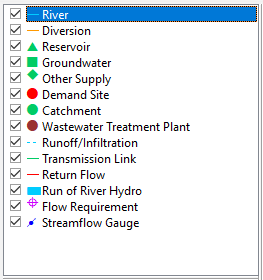 River
Diversion
Reservoir
Groundwater
Other Supply
Demand Site
Catchment
Wastewater Treatment Plant
Runoff/Infiltration
Transmission Link
Return Flow
Run of River Hydro
Flow Requirement
Streamflow Gauge